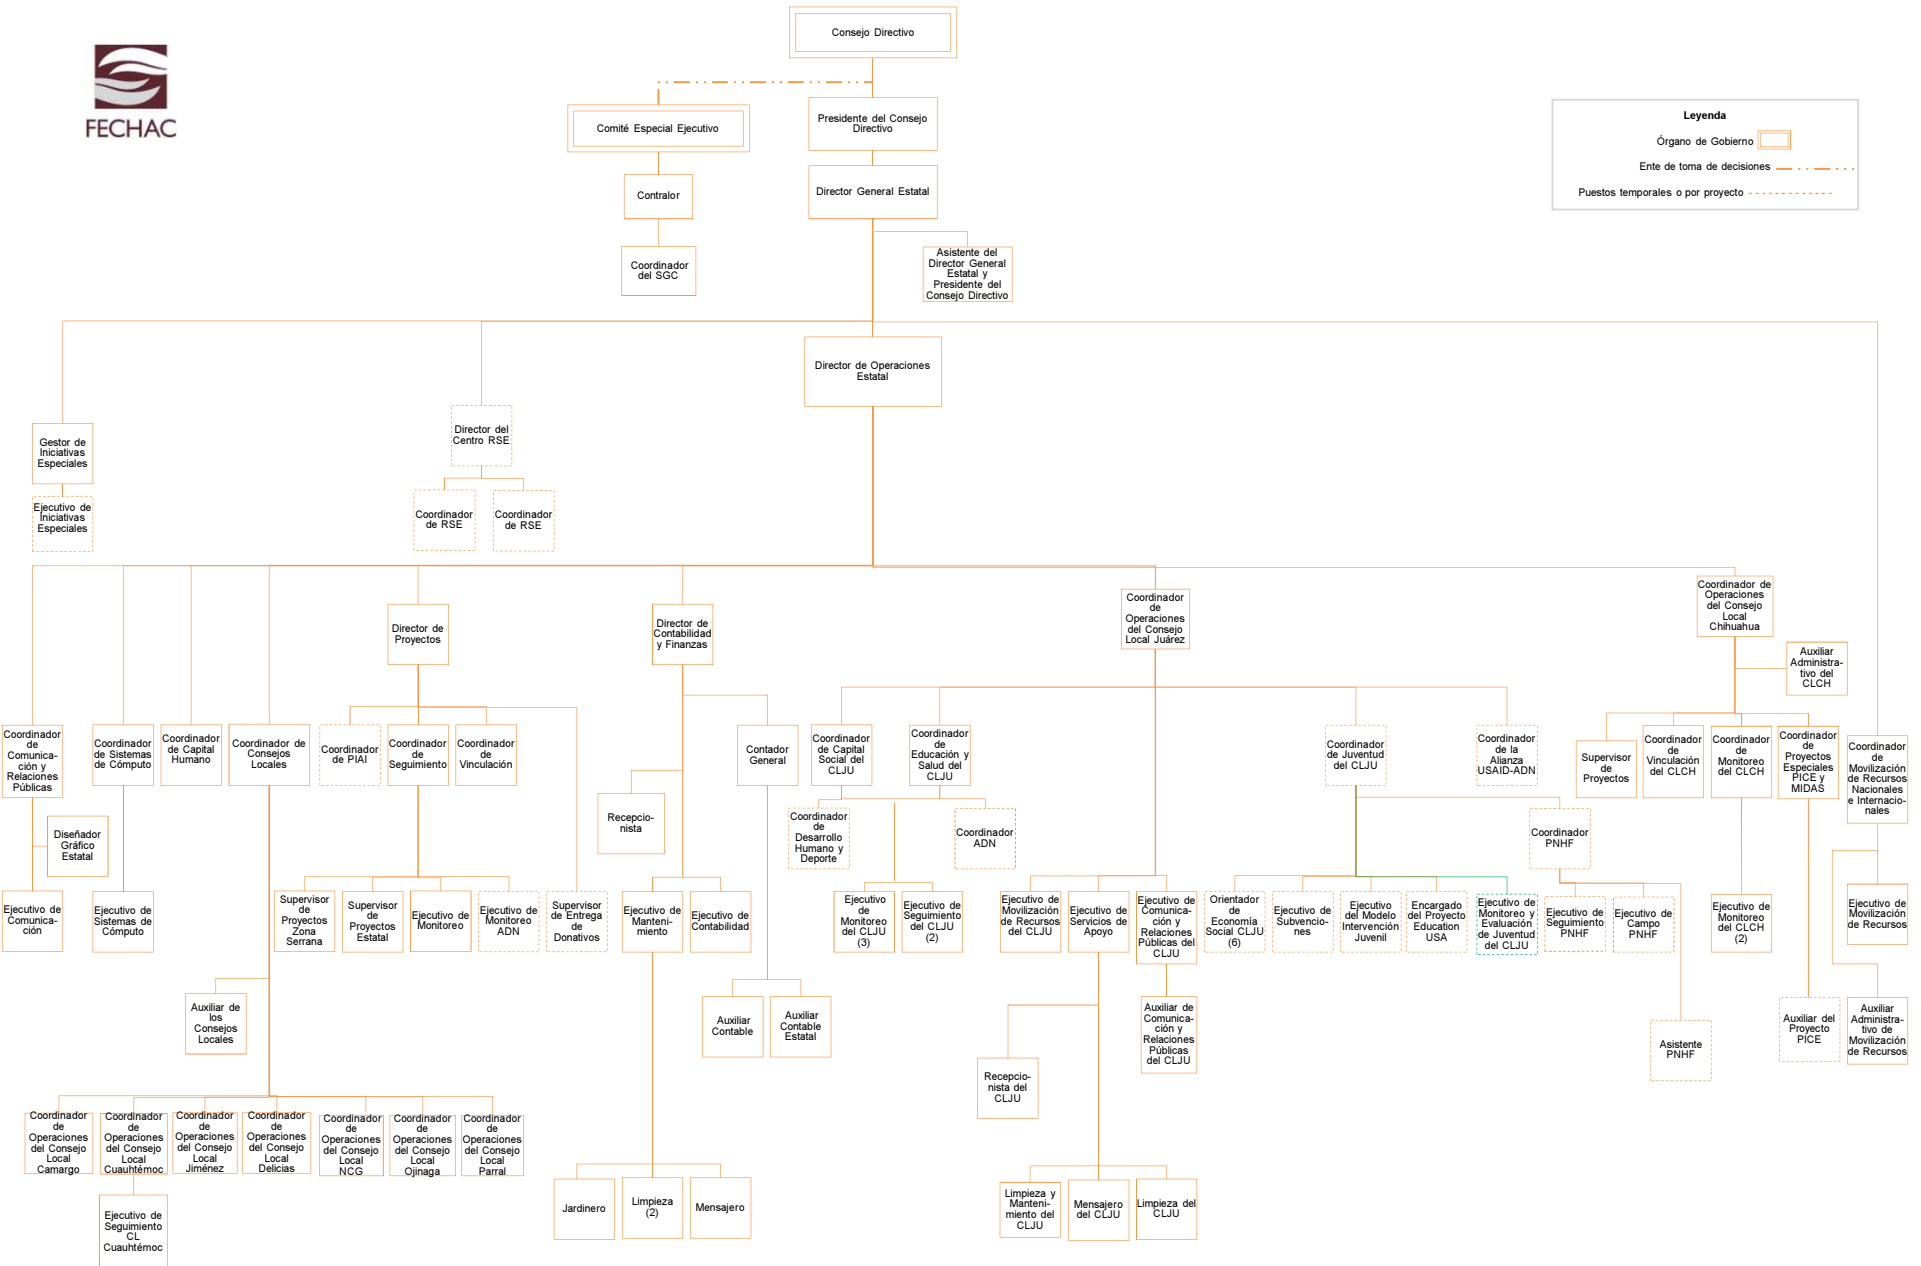 Consejo Directivo
FECHAC
Comité Especial Ejecutivo
Presidente del Consejo
Directivo
Leyenda
Órgano de Gobierno
Ente de toma de decisiones
Puestos temporales o por proyecto
Contralor
Director General Estatal
Coordinador
del SGC
Asistente del
Director General
Estatal y
Presidente del
Consejo Directivo
Director de Operaciones
Estatal
Gestor de
Iniciativas
Especiales
Ejecutivo de
Iniciativas
Especiales
Director del
Centro RSE
Coordinador
de RSE
Coordinador
de RSE
Director de
Proyectos
Director de
Contabilidad
y Finanzas
Coordinador
de
Operaciones
del Consejo
Local Juárez
Coordinador de
Operaciones
del Consejo
Local
Chihuahua
Auxiliar
Administra-
tivo del
CLCH
Coordinador
de
Comunica-
ción y
Relaciones
Públicas
Coordinador
de Sistemas
de Cómputo
Coordinador
de Capital
Humano
Coordinador de
Consejos
Locales
Coordinador
de PIAI
Coordinador
de
Seguimiento
Coordinador
de
Vinculación
Contador
General
Coordinador
de Capital
Social del
CLJU
Coordinador
de
Educación y
Salud del
CLJU
Coordinador
de Juventud
del CLJU
Coordinador
de la
Alianza
USAID-ADN
Supervisor
de
Proyectos
Coordinador
de
Vinculación
del CLCH
Coordinador
de
Monitoreo
del CLCH
Coordinador
de
Proyectos
Especiales
PICE y
MIDAS
Coordinador
de
Movilización
de Recursos
Nacionales
e Internacio-
nales
Diseñador
Gráfico
Estatal
Recepcio-
nista
Coordinador
de
Desarrollo
Humano y
Deporte
Coordinador
ADN
Coordinador
PNHF
Ejecutivo de
Comunica-
ción
Ejecutivo de
Sistemas de
Cómputo
Supervisor
de
Proyectos
Zona
Serrana
Supervisor
de
Proyectos
Estatal
Ejecutivo de
Monitoreo
Ejecutivo de
Monitoreo
ADN
Supervisor
de Entrega
de
Donativos
Ejecutivo de
Manteni-
miento
Ejecutivo de
Contabilidad
Ejecutivo
de
Monitoreo
del CLJU
(3)
Ejecutivo de
Seguimiento
del CLJU
(2)
Ejecutivo de
Movilización
de Recursos
del CLJU
Ejecutivo de
Servicios de
Apoyo
Ejecutivo de
Comunica-
ción y
Relaciones
Públicas del
CLJU
Orientador
de
Economía
Social CLJU
(6)
Ejecutivo de
Subvencio-
nes
Ejecutivo
del Modelo
Intervención
Juvenil
Encargado
del Proyecto
Education
USA
Ejecutivo de
Monitoreo y
Evaluación
de Juventud
del CLJU
Ejecutivo de
Seguimiento
PNHF
Ejecutivo de
Campo
PNHF
Ejecutivo de
Monitoreo
del CLCH
(2)
Ejecutivo de
Movilización
de Recursos
Auxiliar de
los
Consejos
Locales
Auxiliar
Contable
Auxiliar
Contable
Estatal
Auxiliar de
Comunica-
ción y
Relaciones
Públicas
del CLJU
Asistente
PNHF
Auxiliar del
Proyecto
PICE
Auxiliar
Administra-
tivo de
Movilización
de Recursos
Recepcio-
nista del
CLJU
Coordinador
de
Operaciones
del Consejo
Local
Camargo
Coordinador
de
Operaciones
del Consejo
Local
Cuauhtémoc
Coordinador
de
Operaciones
del Consejo
Local
Jiménez
Coordinador
de
Operaciones
del Consejo
Local
Delicias
Coordinador
de
Operaciones
del Consejo
Local
NCG
Coordinador
de
Operaciones
del Consejo
Local
Ojinaga
Coordinador
de
Operaciones
del Consejo
Local
Parral
Ejecutivo de
Seguimiento
CL
Cuauhtémoc
Jardinero
Limpieza
(2)
Mensajero
Limpieza y
Manteni-
miento del
CLJU
Mensajero
del CLJU
Limpieza del
CLJU